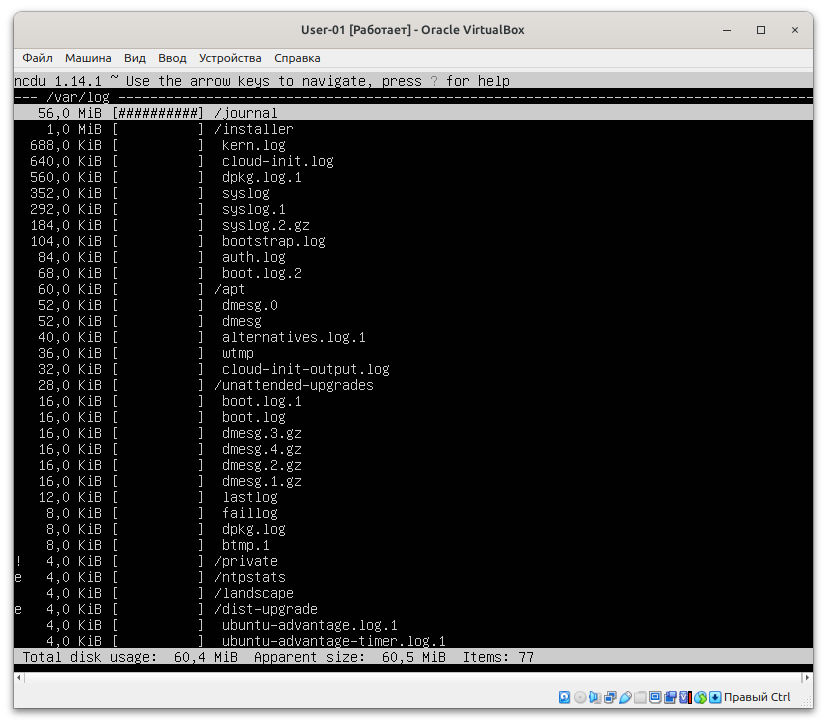 User-01 [Работает] - Oracle VirtualBox
Файл Машина Вид Ввод Устройства Справка
ncdu 1.14.1 ~ Use the arrow keys to navigate, press ? for help
--- /var/log ----------------------------------------------------------------------------------------
56,0 MiB [##########] /journal
1,0 MiB [          ] /installer
688,0 KiB [          ]  kern.log
640,0 KiB [          ]  cloud-init.log
560,0 KiB [          ]  dpkg.log.1
352,0 KiB [          ]  syslog
292,0 KiB [          ]  syslog.1
184,0 KiB [          ]  syslog.2.gz
104,0 KiB [          ]  bootstrap.log
84,0 KiB [          ]  auth.log
68,0 KiB [          ]  boot.log.2
60,0 KiB [          ] /apt
52,0 KiB [          ]  dmesg.0
52,0 KiB [          ]  dmesg
40,0 KiB [          ]  alternatives.log.1
36,0 KiB [          ]  wtmp
32,0 KiB [          ]  cloud-init-output.log
28,0 KiB [          ] /unattended-upgrades
16,0 KiB [          ]  boot.log.1
16,0 KiB [          ]  boot.log
16,0 KiB [          ]  dmesg.3.gz
16,0 KiB [          ]  dmesg.4.gz
16,0 KiB [          ]  dmesg.2.gz
16,0 KiB [          ]  dmesg.1.gz
12,0 KiB [          ]  lastlog
8,0 KiB [          ]  faillog
8,0 KiB [          ]  dpkg.log
8,0 KiB [          ]  btmp.1
!   4,0 KiB [          ] /private
e   4,0 KiB [          ] /ntpstats
4,0 KiB [          ] /landscape
e   4,0 KiB [          ] /dist-upgrade
4,0 KiB [          ]  ubuntu-advantage.log.1
4,0 KiB [          ]  ubuntu-advantage-timer.log.1
Total disk usage:  60,4 MiB  Apparent size:  60,5 MiB  Items: 77
Правый Ctrl